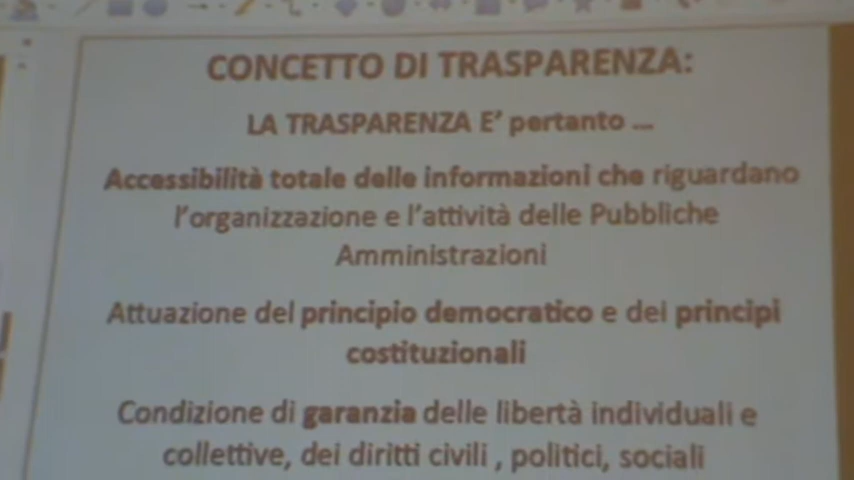 CONCETTO DI TRASPARENZA:
LA TRASPARENZA E' pertanto ...
Accessibilità totale delle informazioni che riguardano
l'organizzazione e l'attività delle Pubbliche
Amministrazioni
Attuazione del principio democratico e dei principi
costituzionali
Condizione di garanzia delle libertà individuali e
collettive, dei diritti civili , politici, sociali